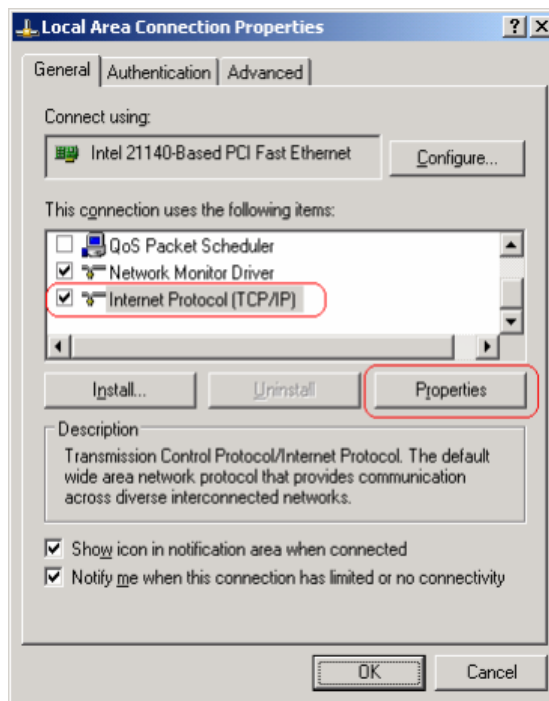 Local Area Connection Properties
General Authentication Advanced
Connect using:
Intel 21140-Based PCI Fast Ethernet Configure...
This connection uses the following items:
QoS Packet Scheduler
Network Monitor Driver
Internet Protocol (TCP/IP)
Install... Uninstall Properties
Description
Transmission Control Protocol/Internet Protocol. The default
wide area network protocol that provides communication
across diverse interconnected networks.
Show icon in notification area when connected
Notify me when this connection has limited or no connectivity
OK Cancel